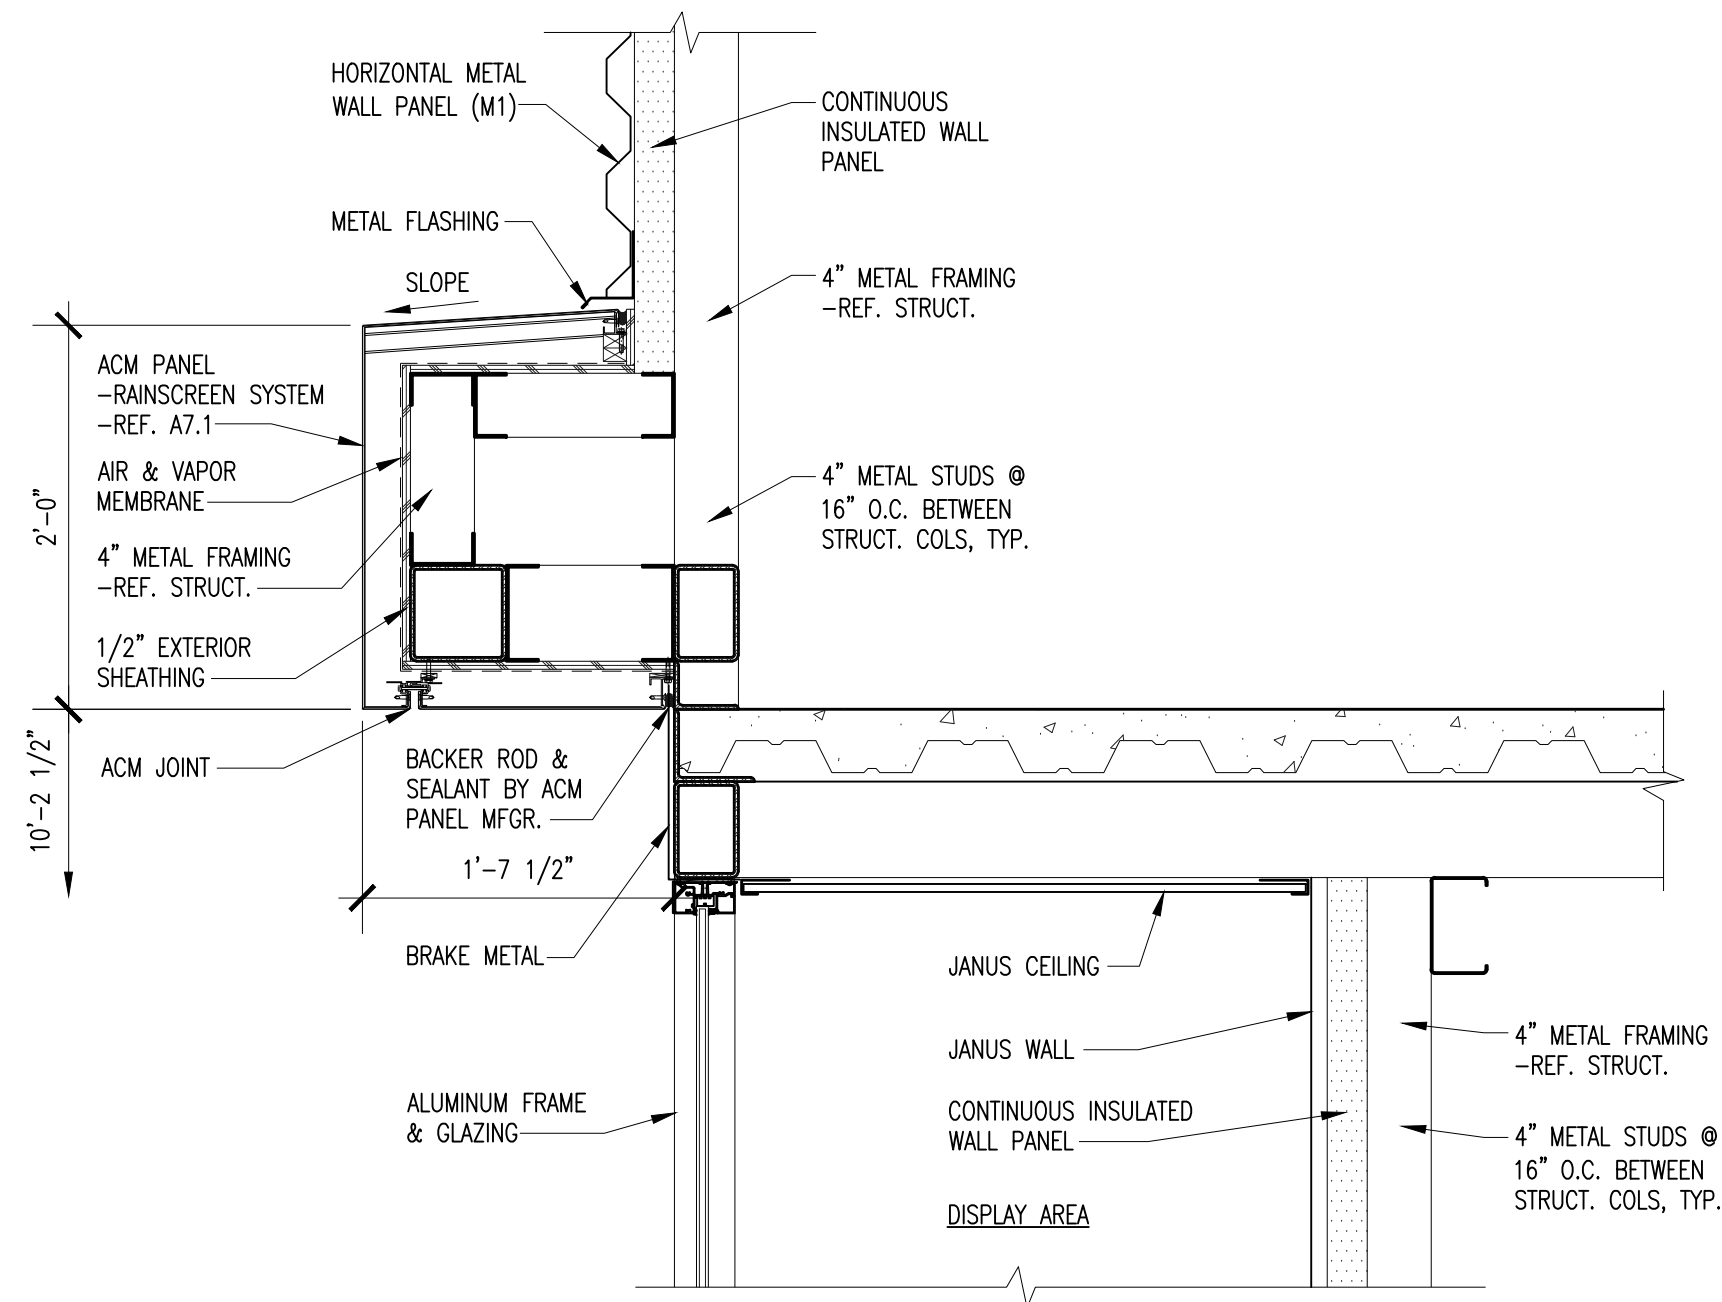 HORIZONTAL METAL
WALL PANEL (M1)
CONTINUOUS
INSULATED WALL
PANEL
METAL FLASHING
SLOPE
4” METAL FRAMING
–REF. STRUCT.
ACM PANEL
–RAINSCREEN SYSTEM
–REF. A7.1
AIR & VAPOR
MEMBRANE
4” METAL STUDS @
16” O.C. BETWEEN
STRUCT. COLS, TYP.
2’–0”
4” METAL FRAMING
–REF. STRUCT.
1/2” EXTERIOR
SHEATHING
10’–2 1/2”
ACM JOINT
BACKER ROD &
SEALANT BY ACM
PANEL MFGR.
1’–7 1/2”
BRAKE METAL
JANUS CEILING
JANUS WALL
4” METAL FRAMING
–REF. STRUCT.
ALUMINUM FRAME
& GLAZING
CONTINUOUS INSULATED
WALL PANEL
4” METAL STUDS @
16” O.C. BETWEEN
STRUCT. COLS, TYP.
DISPLAY AREA